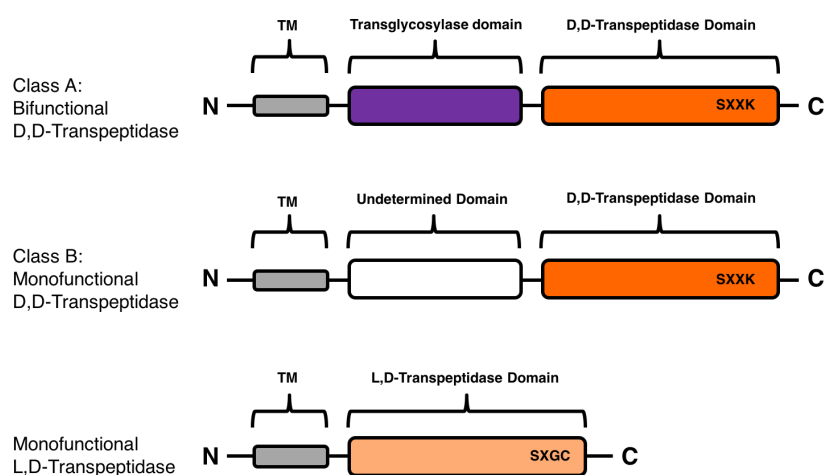 TM
Transglycosylase domain
D,D-Transpeptidase Domain
Class A:
Bifunctional
D,D-Transpeptidase
N
SXXK
C
TM
Undetermined Domain
D,D-Transpeptidase Domain
Class B:
Monofunctional
D,D-Transpeptidase
N
SXXK
C
TM
L,D-Transpeptidase Domain
Monofunctional
L,D-Transpeptidase
N
SXGC
C